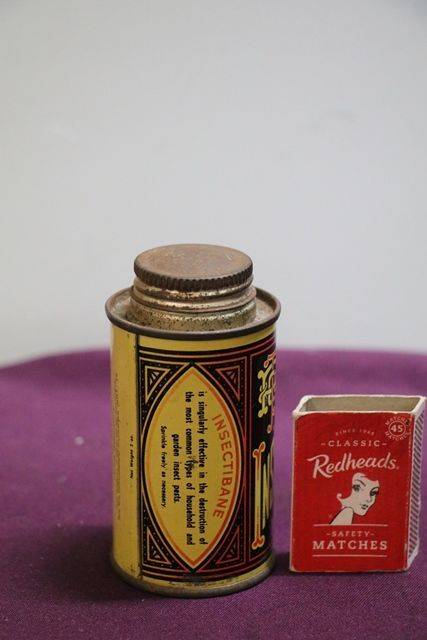 INSECTIBANE
is singularly effective in the destruction of
the most common types of household and
garden insect pests.
Sprinkle freely as necessary.
SINCE 1946
-CLASSIC-
Redheads.
-SAFETY-
MATCHES
45